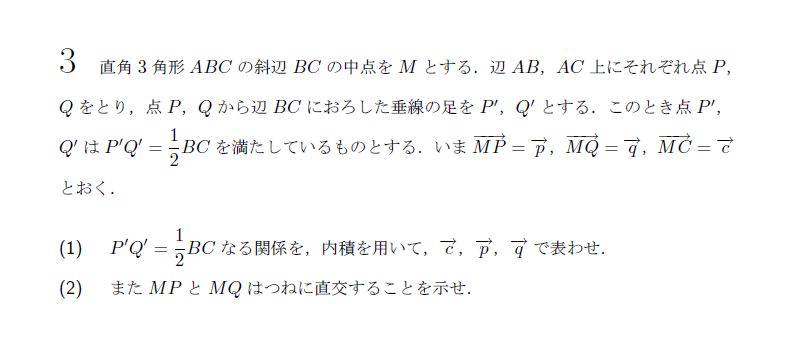 3 直角 3 角形 ABC の斜辺 BC の中点を M とする．辺 AB，AC 上にそれぞれ点 P，
Q をとり，点 P，Q から辺 BC におろした垂線の足を P′，Q′ とする．このとき点 P′，
Q′ は P′Q′ = \frac{1}{2}BC を満たしているものとする．いま \overrightarrow{MP} = \overrightarrow{p}，\overrightarrow{MQ} = \overrightarrow{q}，\overrightarrow{MC} = \overrightarrow{c}
とおく．
(1) P′Q′ = \frac{1}{2}BC なる関係を，内積を用いて，\overrightarrow{c}，\overrightarrow{p}，\overrightarrow{q} で表わせ．
(2) また MP と MQ はつねに直交することを示せ．